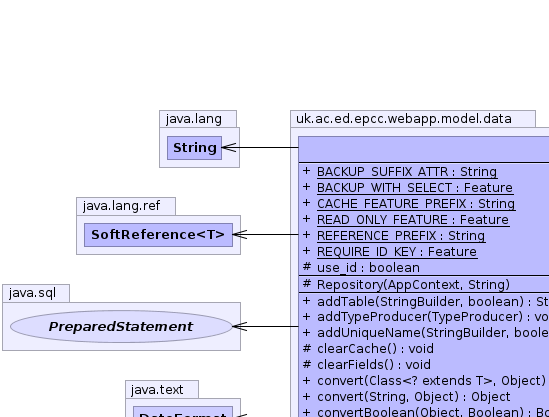 java.lang
String
java.lang.ref
SoftReference<T>
java.sql
PreparedStatement
java.text
DateFormat
uk.ac.ed.epcc.webapp.model.data
+ BACKUP_SUFFIX_ATTR : String
+ BACKUP_WITH_SELECT : Feature
+ CACHE_FEATURE_PREFIX : String
+ READ_ONLY_FEATURE : Feature
+ REFERENCE_PREFIX : String
+ REQUIRE_ID_KEY : Feature
# use_id : boolean
# Repository(AppContext, String)
+ addTable(StringBuilder, boolean) : St
+ addTypeProducer(TypeProducer) : vo
+ addUniqueName(StringBuilder, boole
# clearCache() : void
# clearFields() : void
+ convert(Class<? extends T>, Object)
+ convert(String, Object) : Object
+ convertBoolean(Object, Boolean) : Bo